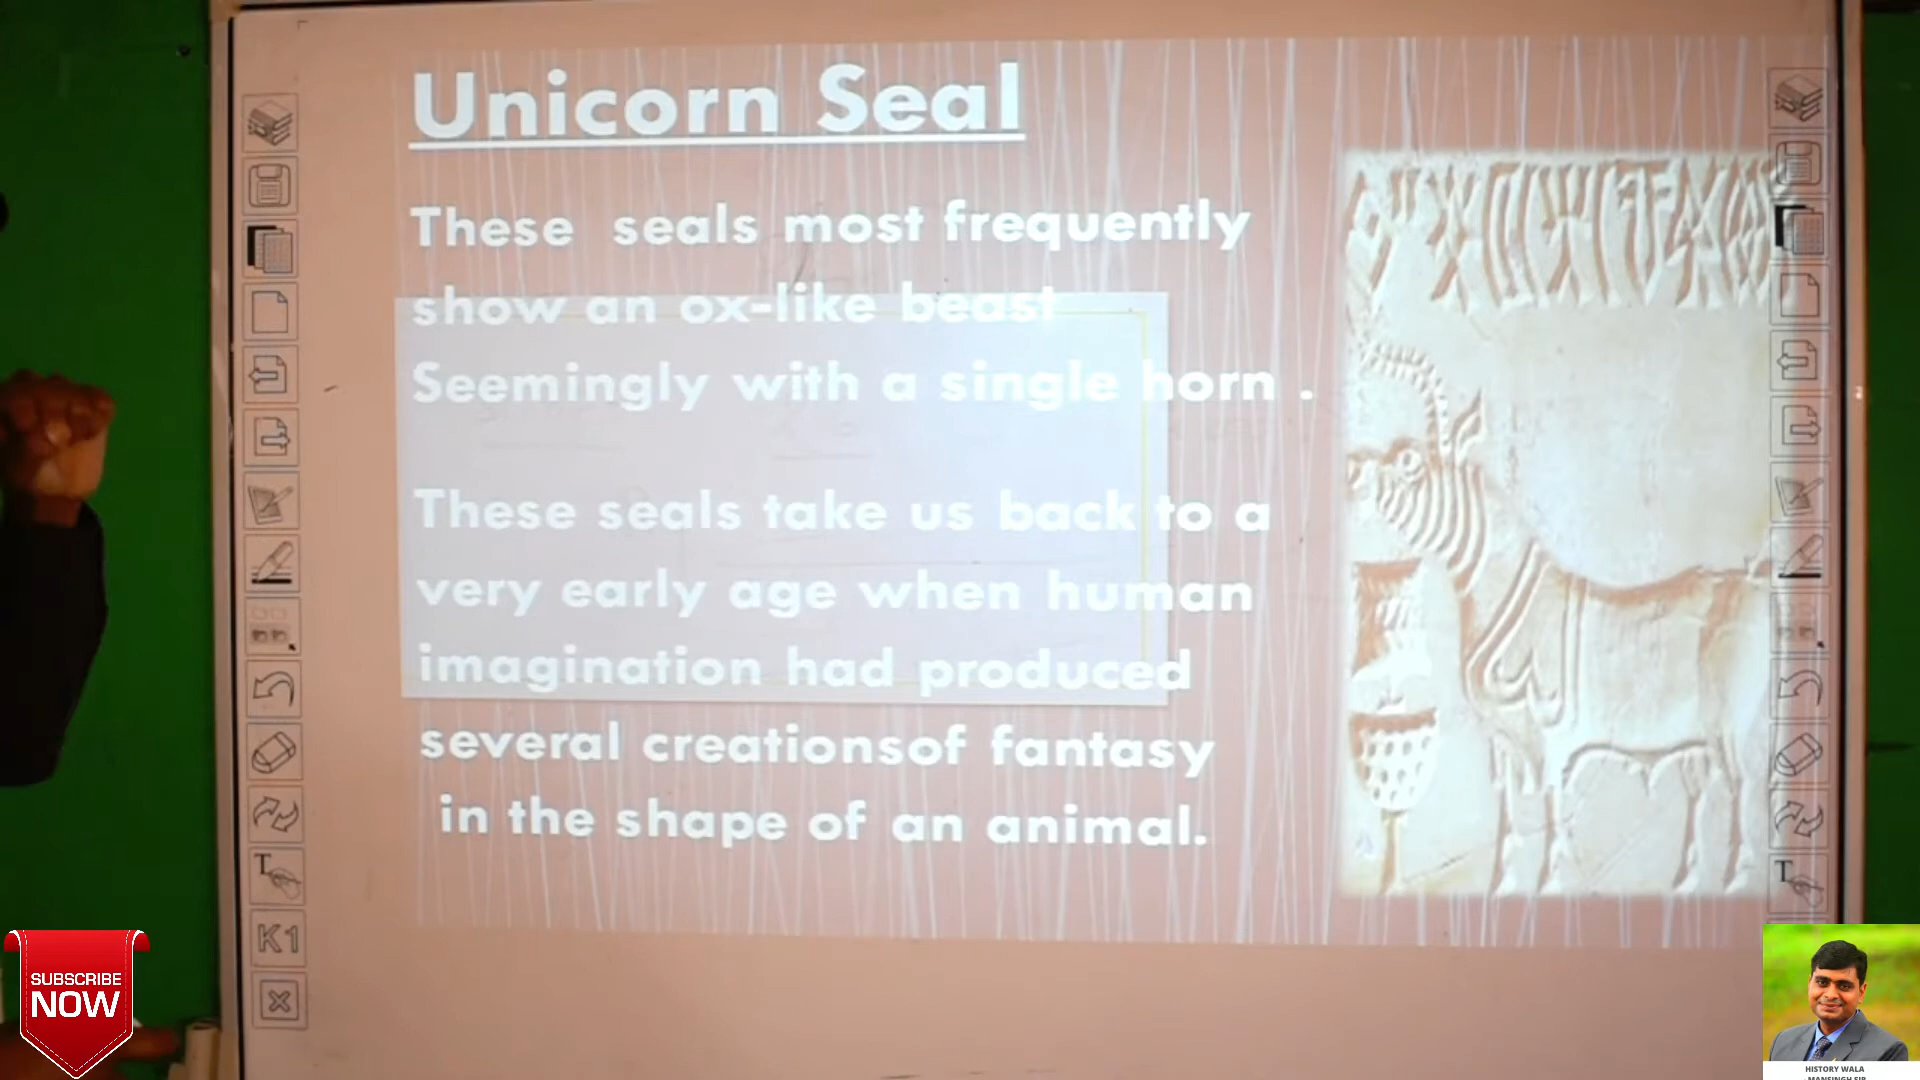 Unicorn Seal
These seals most frequently
show an ox-like beast
Seemingly with a single horn .
These seals take us back to a
very early age when human
imagination had produced
several creationsof fantasy
in the shape of an animal.
T
K1
T
SUBSCRIBE
NOW
HISTORY WALA
MANSINGH SIR